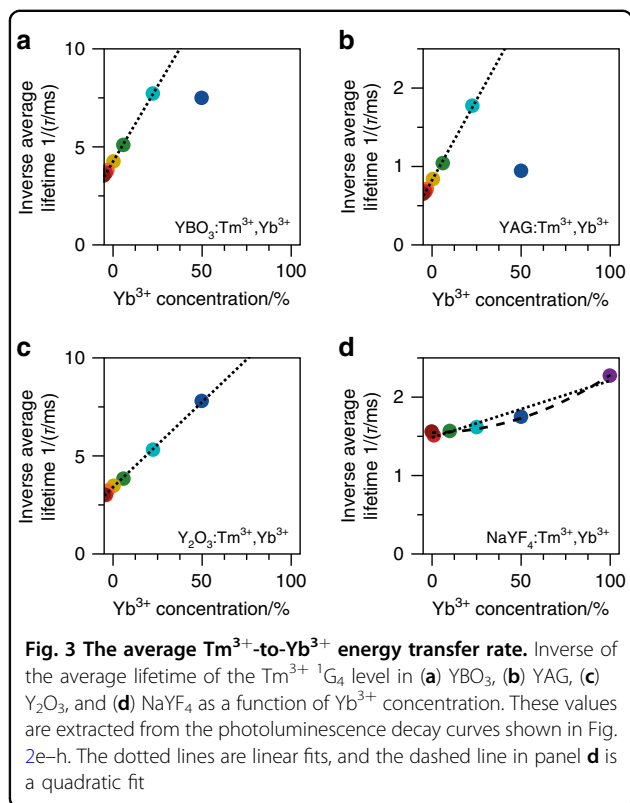 a
10
5
0
Inverse average
lifetime 1/(τ/ms)
YBO₃:Tm³⁺,Yb³⁺
0 50 100
Yb³⁺ concentration/%
b
2
1
0
Inverse average
lifetime 1/(τ/ms)
YAG:Tm³⁺,Yb³⁺
0 50 100
Yb³⁺ concentration/%
c
10
5
0
Inverse average
lifetime 1/(τ/ms)
Y₂O₃:Tm³⁺,Yb³⁺
0 50 100
Yb³⁺ concentration/%
d
2
1
0
Inverse average
lifetime 1/(τ/ms)
NaYF₄:Tm³⁺,Yb³⁺
0 50 100
Yb³⁺ concentration/%
Fig. 3 The average Tm³⁺-to-Yb³⁺ energy transfer rate. Inverse of
the average lifetime of the Tm³⁺ ¹G₄ level in (a) YBO₃, (b) YAG, (c)
Y₂O₃, and (d) NaYF₄ as a function of Yb³⁺ concentration. These values
are extracted from the photoluminescence decay curves shown in Fig.
2e–h. The dotted lines are linear fits, and the dashed line in panel d is
a quadratic fit